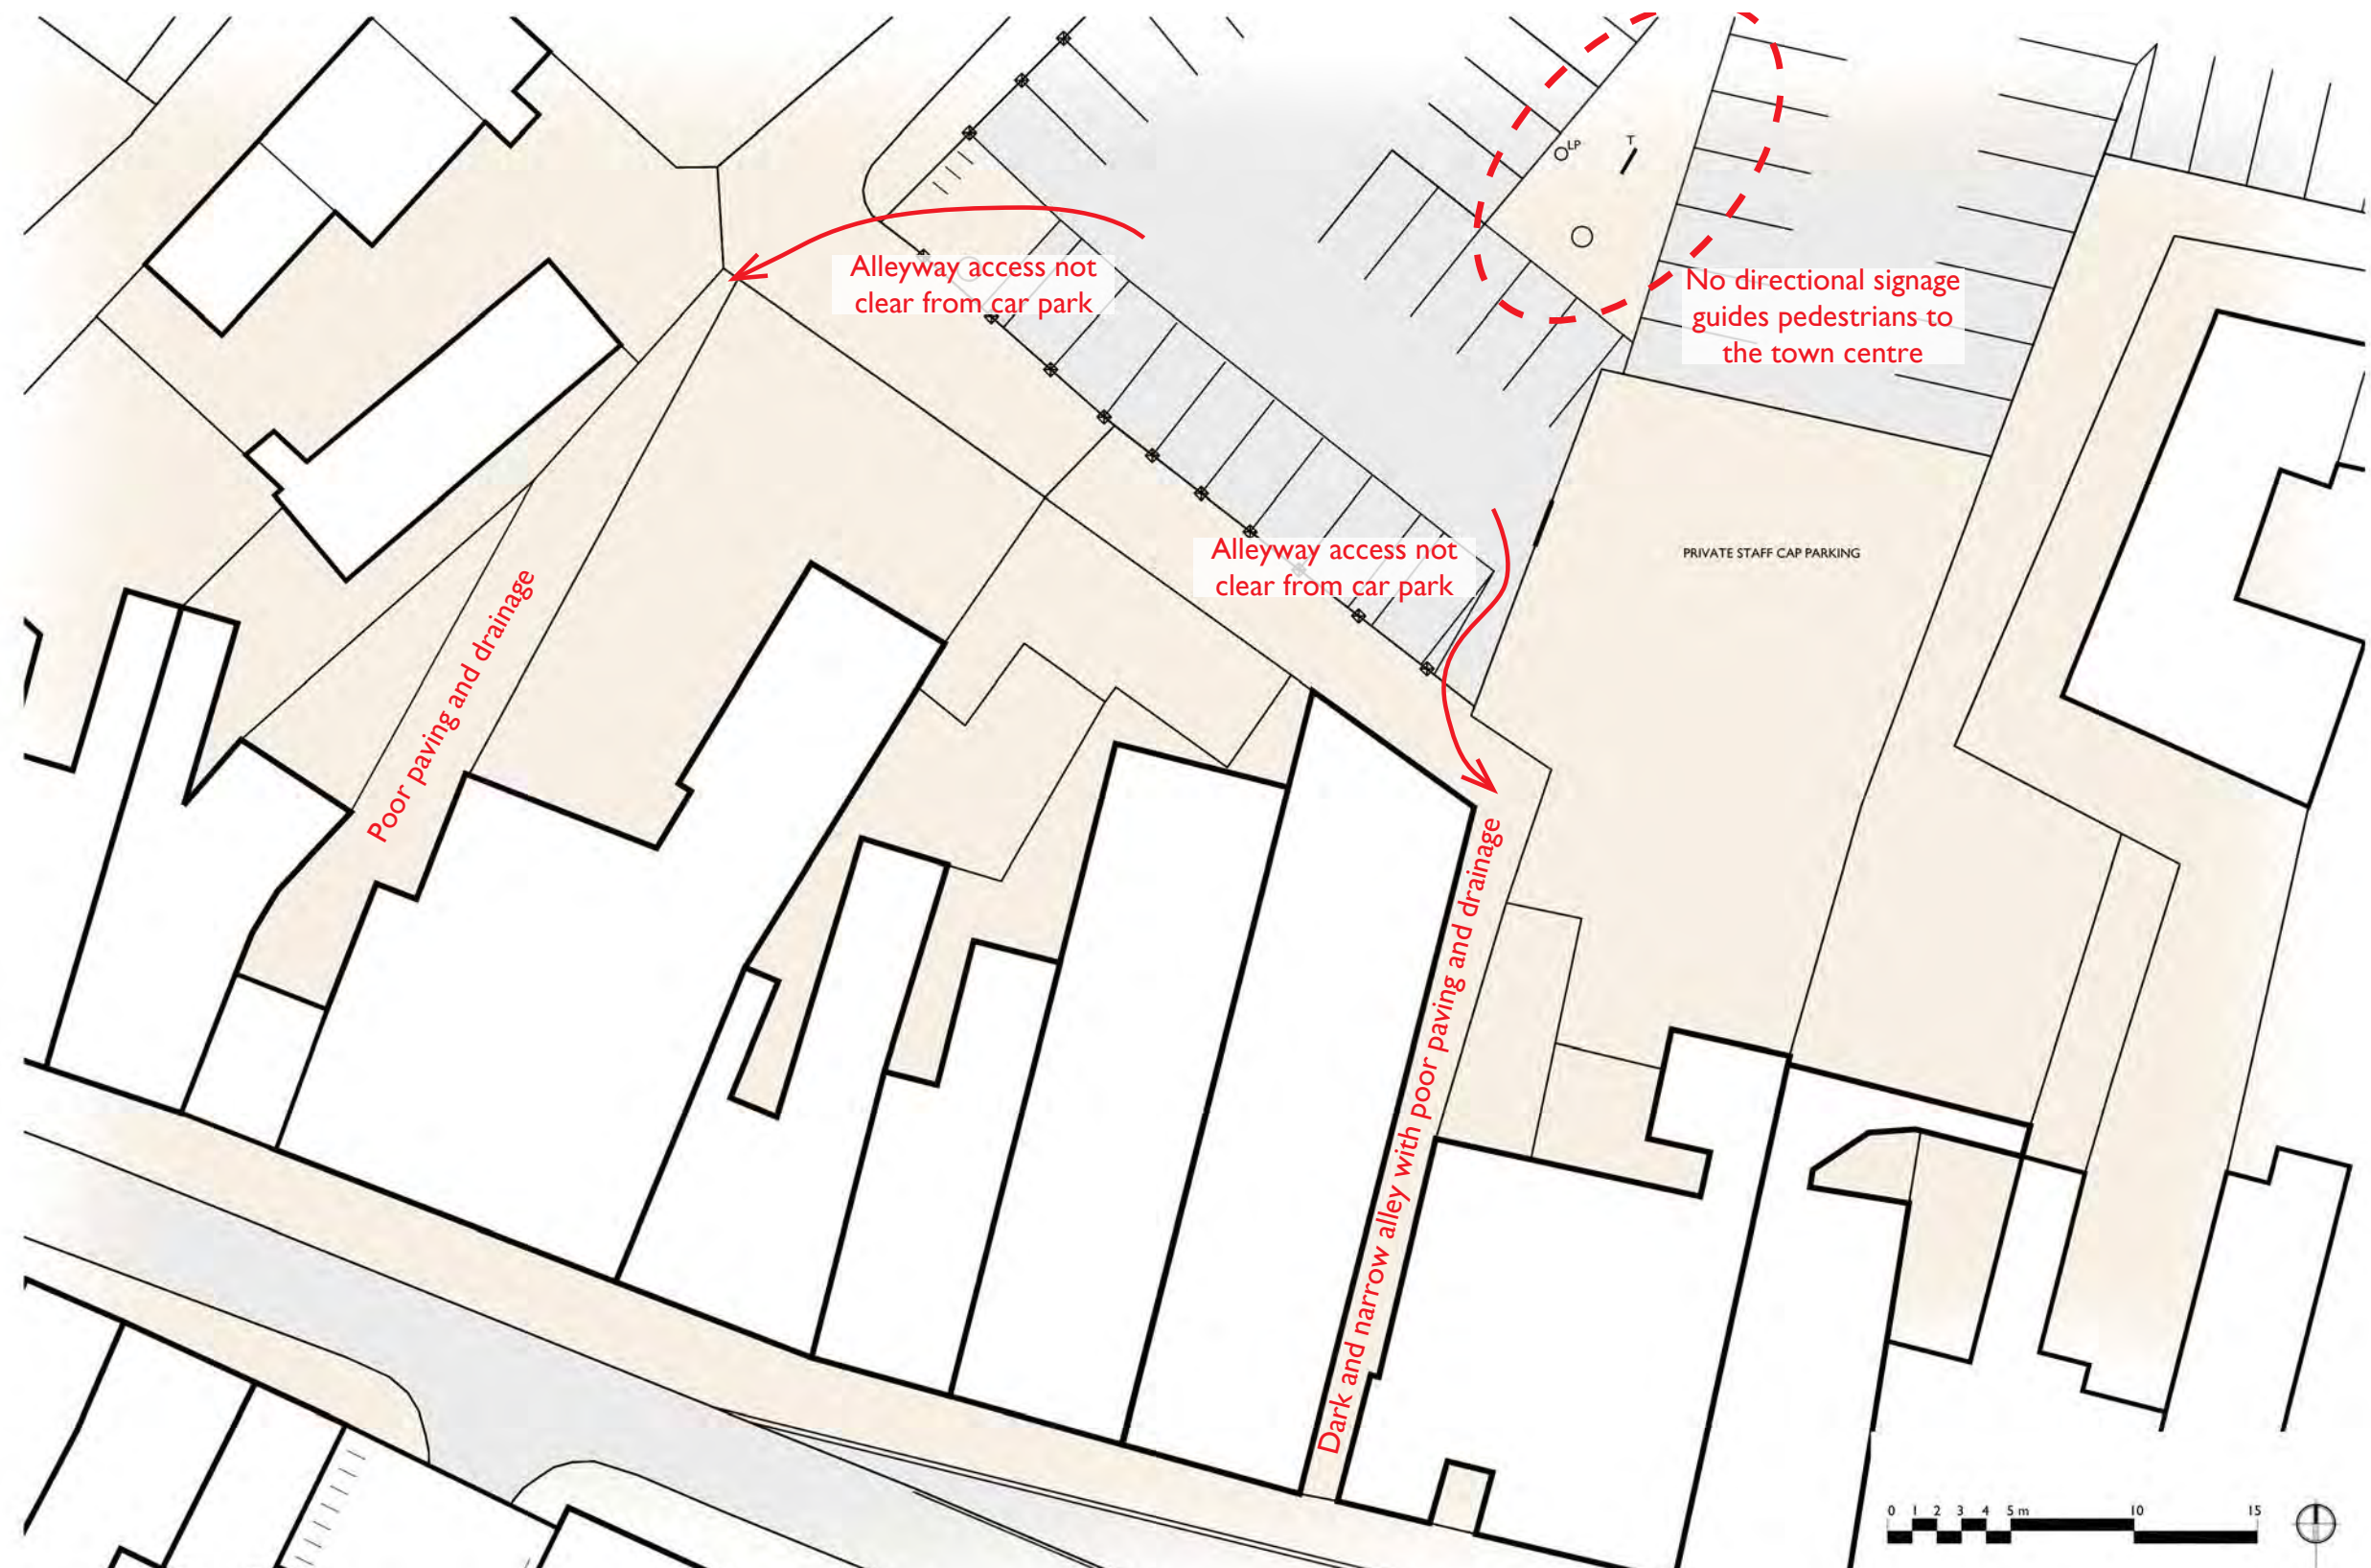 LP
T
Alleyway access not
clear from car park
No directional signage
guides pedestrians to
the town centre
Alleyway access not
clear from car park
PRIVATE STAFF CAP PARKING
Poor paving and drainage
Dark and narrow alley with poor paving and drainage
0 1 2 3 4 5 m 10 15